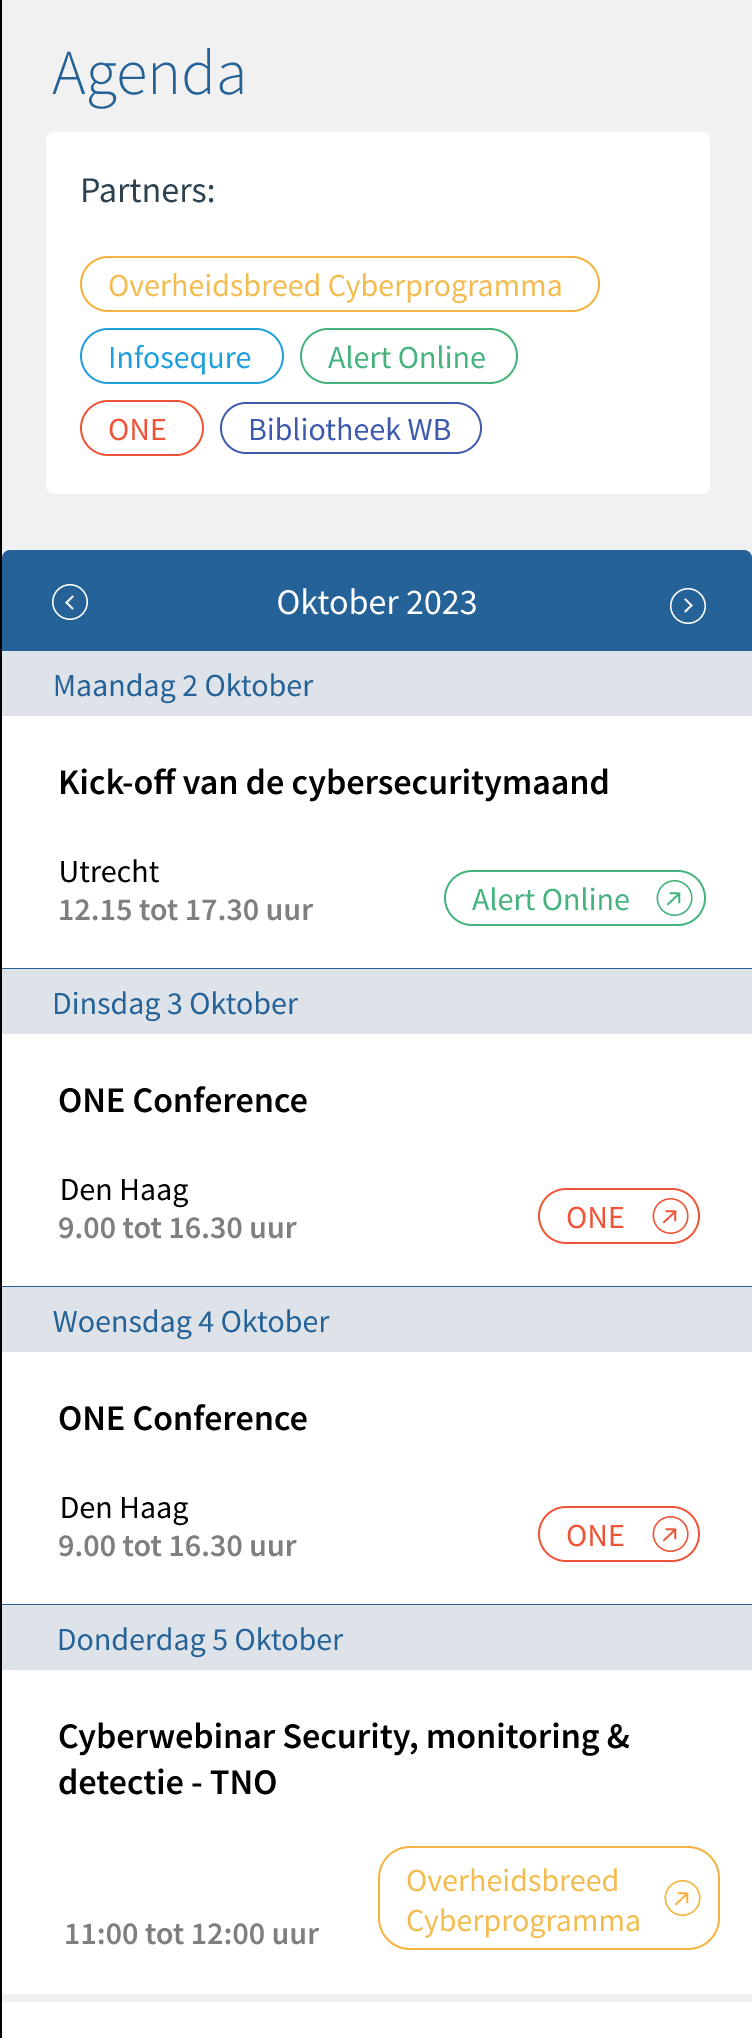 Agenda
Partners:
Overheidsbreed Cyberprogramma
Infosequre
Alert Online
ONE
Bibliotheek WB
Oktober 2023
Maandag 2 Oktober
Kick-off van de cybersecuritymaand
Utrecht
12.15 tot 17.30 uur
Alert Online
Dinsdag 3 Oktober
ONE Conference
Den Haag
9.00 tot 16.30 uur
ONE
Woensdag 4 Oktober
ONE Conference
Den Haag
9.00 tot 16.30 uur
ONE
Donderdag 5 Oktober
Cyberwebinar Security, monitoring &
detectie - TNO
11:00 tot 12:00 uur
Overheidsbreed
Cyberprogramma